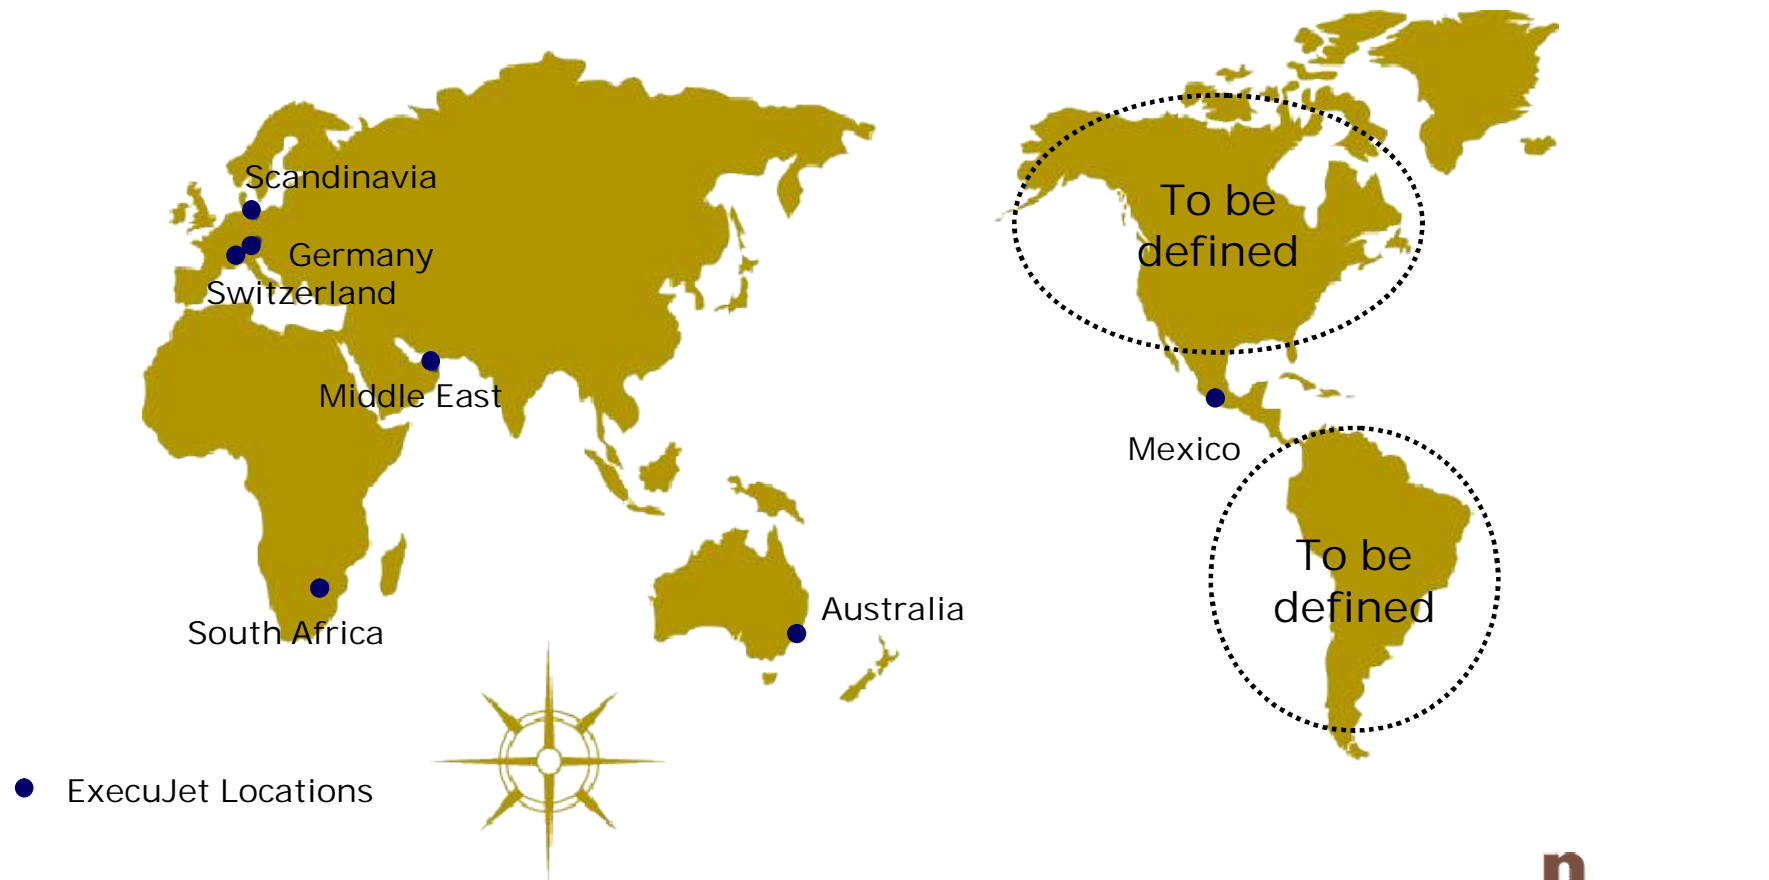 Scandinavia
Germany
Switzerland
Middle East
South Africa
Australia
To be
defined
Mexico
To be
defined
ExecuJet Locations
n